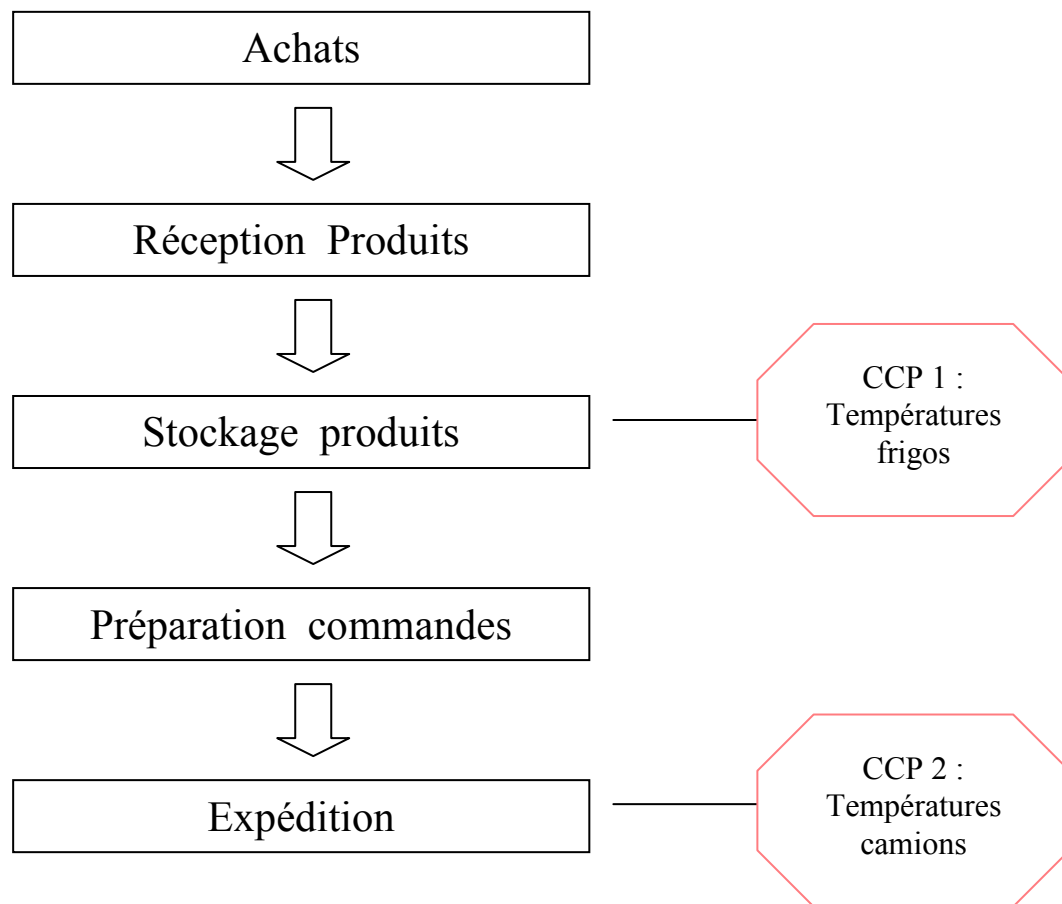 Achats
Réception Produits
Stockage produits
CCP 1 :
Températures
frigos
Préparation commandes
Expédition
CCP 2 :
Températures
camions